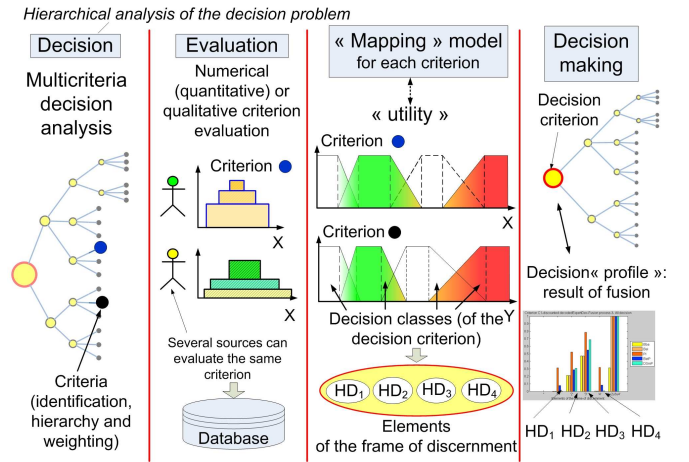 Hierarchical analysis of the decision problem
Decision
Multicriteria
decision
analysis
Criteria
(identification,
hierarchy and
weighting)
Evaluation
Numerical
(quantitative) or
qualitative criterion
evaluation
Criterion
X
X
Several sources can
evaluate the same
criterion
Database
« Mapping » model
for each criterion
« utility »
Criterion
X
Criterion
Y
Decision classes (of the
decision criterion)
HD1 HD2 HD3 HD4
Elements
of the frame of discernment
Decision
making
Decision
criterion
Decision« profile »:
result of fusion
HD1 HD2 HD3 HD4